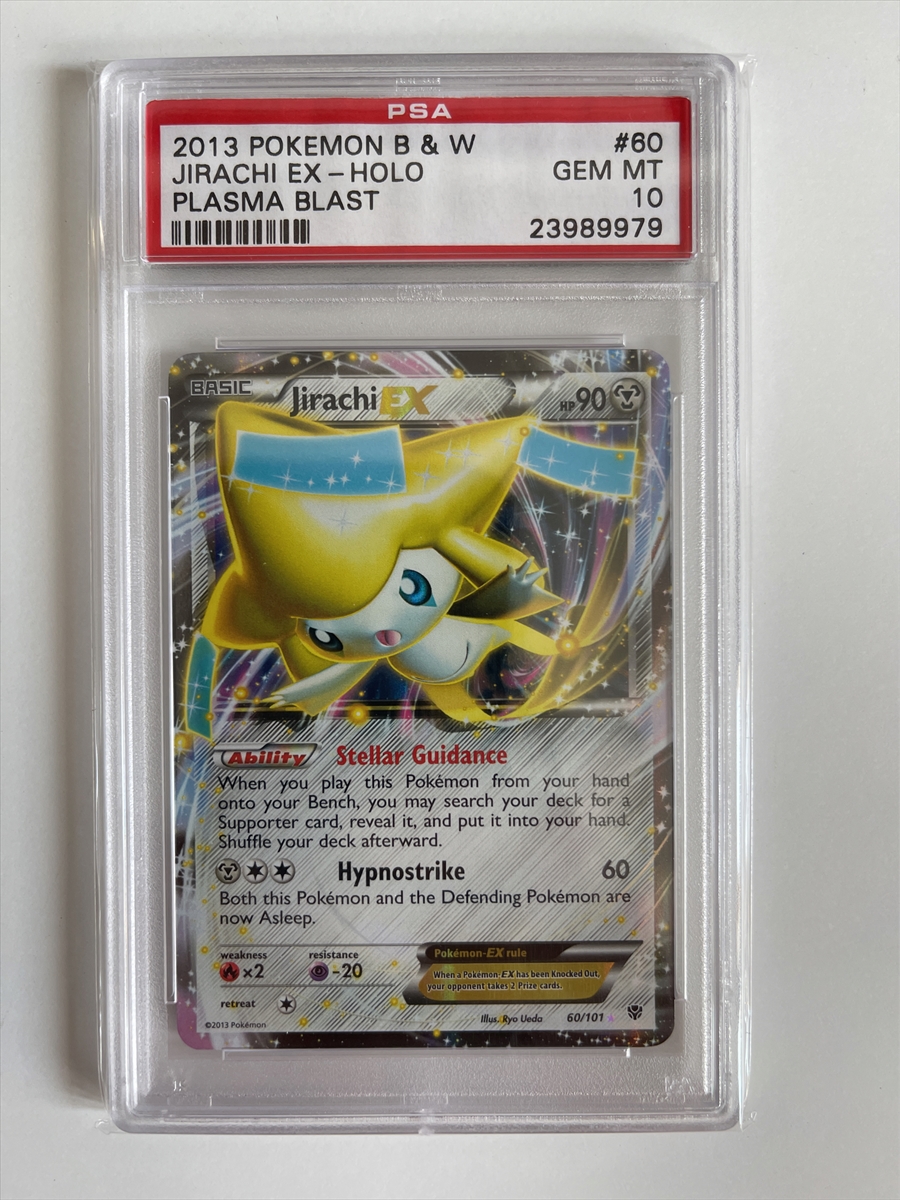 PSA
2013 POKEMON B & W #60
JIRACHI EX-HOLO GEM MT
PLASMA BLAST 10
23989979
BASIC JirachiEX HP90
Ability Stellar Guidance
When you play this Pokémon from your hand
onto your Bench, you may search your deck for a
Supporter card, reveal it, and put it into your hand.
Shuffle your deck afterward.
Hypnostrike 60
Both this Pokémon and the Defending Pokémon are
now Asleep.
weakness resistance Pokémon-EX rule
×2 -20 When a Pokémon-EX has been Knocked Out,
your opponent takes 2 Prize cards.
retreat
©2013 Pokémon Illus. Ryo Ueda 60/101